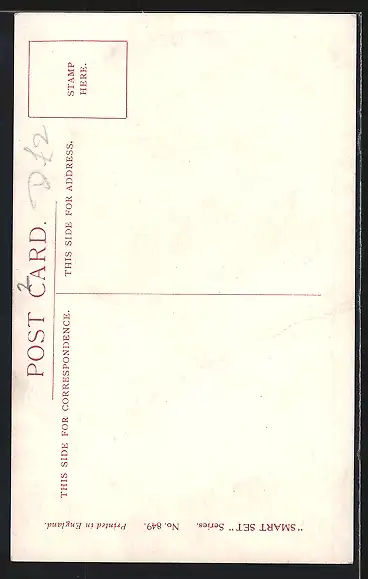 POST CARD.
STAMP
HERE.
THIS SIDE FOR CORRESPONDENCE.
THIS SIDE FOR ADDRESS.
"SMART SET" Series. No. 849. Printed in England.
2